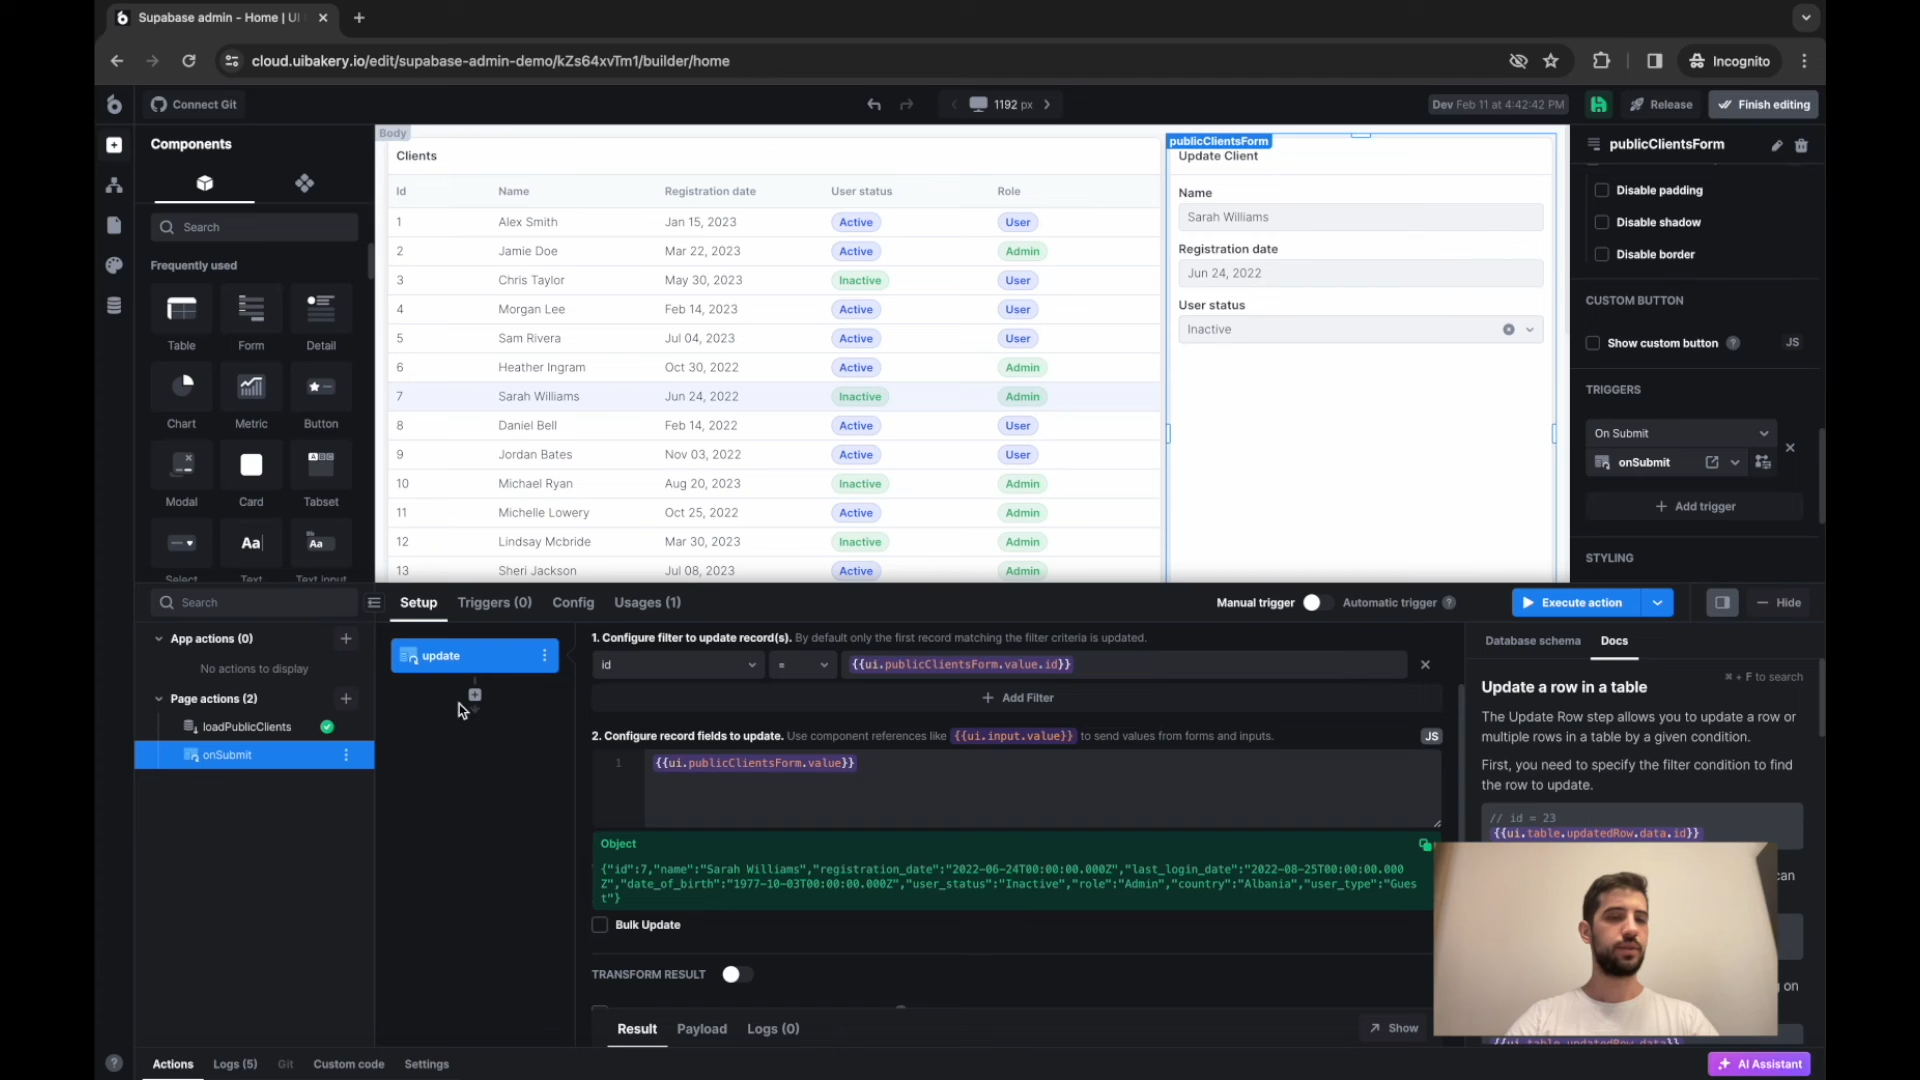 Supabase admin - Home | UI
cloud.uibakery.io/edit/supabase-admin-demo/kZs64xvTm1/builder/home
Incognito
Connect Git
1192 px
Dev Feb 11 at 4:42:42 PM
Release
Finish editing
Components
Search
Frequently used
Table
Form
Detail
Chart
Metric
Button
Modal
Card
Tabset
Aa
Aa
Select
Text
Text input
Body
Clients
Id Name Registration date User status Role
1 Alex Smith Jan 15, 2023 Active User
2 Jamie Doe Mar 22, 2023 Active Admin
3 Chris Taylor May 30, 2023 Inactive User
4 Morgan Lee Feb 14, 2023 Active User
5 Sam Rivera Jul 04, 2023 Active User
6 Heather Ingram Oct 30, 2022 Active Admin
7 Sarah Williams Jun 24, 2022 Inactive Admin
8 Daniel Bell Feb 14, 2022 Active User
9 Jordan Bates Nov 03, 2022 Active User
10 Michael Ryan Aug 20, 2023 Inactive Admin
11 Michelle Lowery Oct 25, 2022 Active Admin
12 Lindsay Mcbride Mar 30, 2023 Inactive Admin
13 Sheri Jackson Jul 08, 2023 Active Admin
publicClientsForm
Update Client
Name
Sarah Williams
Registration date
Jun 24, 2022
User status
Inactive
publicClientsForm
Disable padding
Disable shadow
Disable border
CUSTOM BUTTON
Show custom button ? JS
TRIGGERS
On Submit
onSubmit
+ Add trigger
STYLING
Search
Setup
Triggers (0)
Config
Usages (1)
Manual trigger
Automatic trigger ?
Execute action
Hide
App actions (0)
No actions to display
Page actions (2)
loadPublicClients
onSubmit
update
1. Configure filter to update record(s). By default only the first record matching the filter criteria is updated.
id = {{ui.publicClientsForm.value.id}}
+ Add Filter
2. Configure record fields to update. Use component references like {{ui.input.value}} to send values from forms and inputs.
JS
1 {{ui.publicClientsForm.value}}
Object
{"id":7,"name":"Sarah Williams","registration_date":"2022-06-24T00:00:00.000Z","last_login_date":"2022-08-25T00:00:00.000
Z","date_of_birth":"1977-10-03T00:00:00.000Z","user_status":"Inactive","role":"Admin","country":"Albania","user_type":"Gues
t"}
Bulk Update
TRANSFORM RESULT
Result
Payload
Logs (0)
Show
Database schema
Docs
⌘ + F to search
Update a row in a table
The Update Row step allows you to update a row or
multiple rows in a table by a given condition.
First, you need to specify the filter condition to find
the row to update.
// id = 23
{{ui.table.updatedRow.data.id}}
can
on
{{ui.table.updatedRow.data}}
?
Actions
Logs (5)
Git
Custom code
Settings
AI Assistant